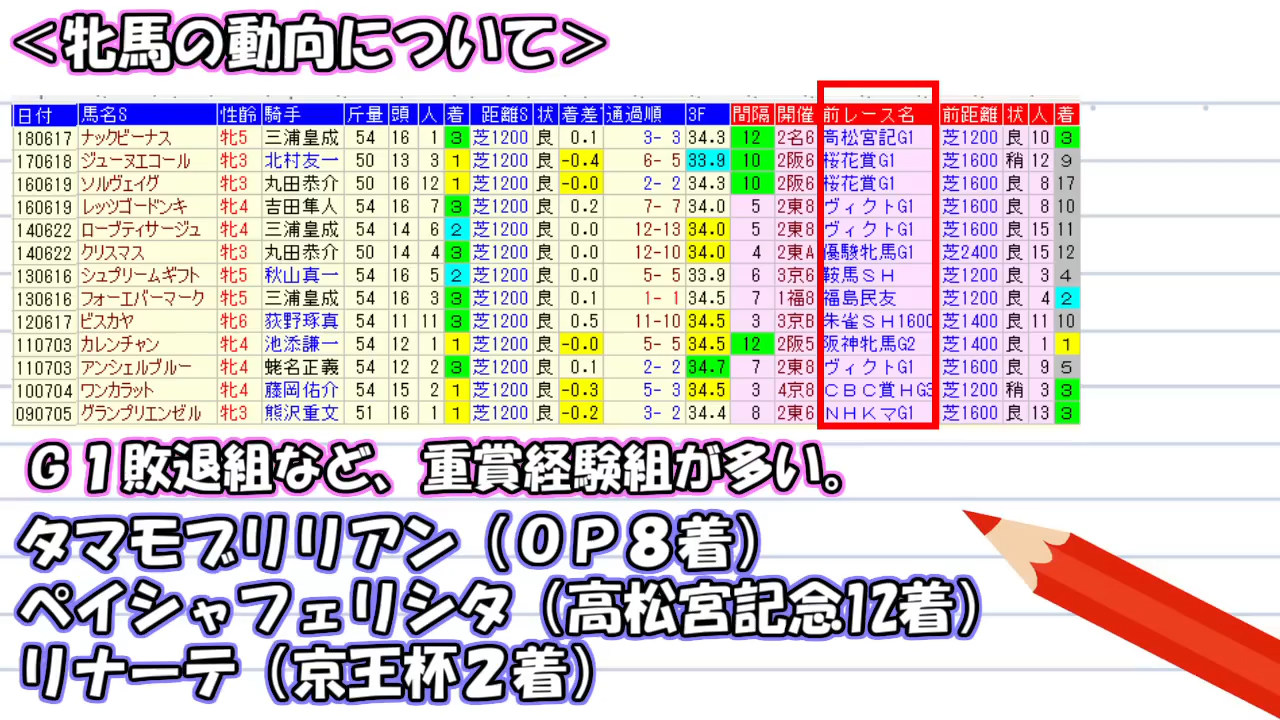 ＜牝馬の動向について＞
日付 馬名S 性齢 騎手 斤量 頭 人 着 距離S 状 着差 通過順 3F 間隔 開催 前レース名 前距離 状 人 着
180617 ナックビーナス 牝5 三浦皇成 54 16 1 3 芝1200 良 0.1 3- 3 34.3 12 2名6 高松宮記G1 芝1200 良 10 3
170618 ジューヌエコール 牝3 北村友一 50 13 3 1 芝1200 良 -0.4 6- 5 33.9 10 2阪6 桜花賞G1 芝1600 稍 12 9
160619 ソルヴェイグ 牝3 丸田恭介 50 16 12 1 芝1200 良 -0.0 2- 2 34.3 10 2阪6 桜花賞G1 芝1600 良 8 17
160619 レッツゴードンキ 牝4 吉田隼人 54 16 7 3 芝1200 良 0.2 7- 7 34.0 5 2東8 ヴィクトG1 芝1600 良 8 10
140622 ローブティサージュ 牝4 三浦皇成 54 14 6 2 芝1200 良 0.0 12-13 34.0 5 2東8 ヴィクトG1 芝1600 良 15 11
140622 クリスマス 牝3 丸田恭介 50 14 4 3 芝1200 良 0.0 12-10 34.0 4 2東A 優駿牝馬G1 芝2400 良 15 12
130616 シュプリームギフト 牝5 秋山真一 54 16 5 2 芝1200 良 0.0 5- 5 33.9 6 3京6 鞍馬ＳＨ 芝1200 良 3 4
130616 フォーエバーマーク 牝5 三浦皇成 54 16 3 3 芝1200 良 0.1 1- 1 34.5 7 1福8 福島民友 芝1200 良 4 2
120617 ビスカヤ 牝6 荻野琢真 54 11 11 3 芝1200 良 0.5 11-10 34.5 3 3京B 朱雀ＳＨ1600 芝1400 良 11 10
110703 カレンチャン 牝4 池添謙一 54 12 1 1 芝1200 良 -0.0 5- 5 34.5 12 2阪5 阪神牝馬G2 芝1400 良 1 1
110703 アンシェルブルー 牝4 蛯名正義 54 12 2 3 芝1200 良 0.1 2- 2 34.7 7 2東8 ヴィクトG1 芝1600 良 9 5
100704 ワンカラット 牝4 藤岡佑介 54 15 2 1 芝1200 良 -0.3 5- 3 34.5 3 4京8 ＣＢＣ賞ＨG3 芝1200 稍 3 3
090705 グランプリエンゼル 牝3 熊沢重文 51 16 1 1 芝1200 良 -0.2 3- 2 34.4 8 2東6 ＮＨＫマG1 芝1600 良 13 3
Ｇ１敗退組など、重賞経験組が多い。
タマモブリリアン（ＯＰ８着）
ペイシャフェリシタ（高松宮記念12着）
リナーテ（京王杯２着）